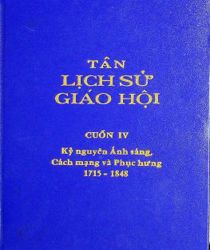 TÂN
LỊCH SỬ
GIÁO HỘI
CUỐN IV
Kỷ nguyên Ánh sáng,
Cách mạng và Phục hưng
1715 - 1848